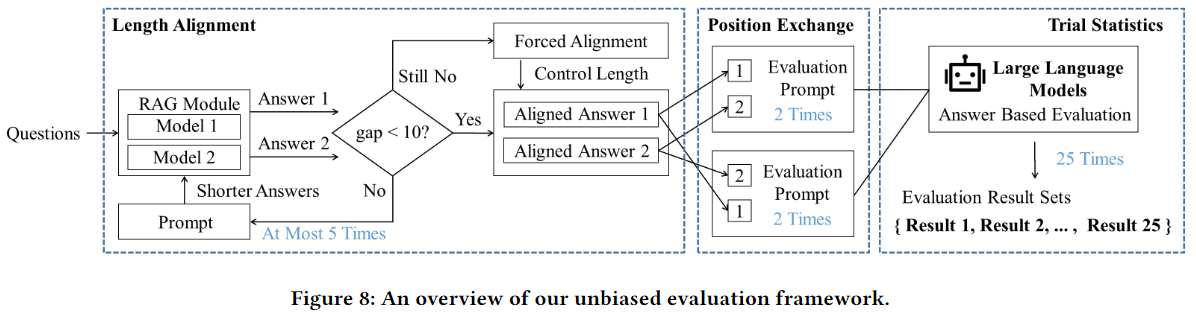 Length Alignment
Position Exchange
Trial Statistics
Forced Alignment
Still No
Control Length
RAG Module
Model 1
Model 2
Questions
Answer 1
Answer 2
gap < 10?
Yes
No
Aligned Answer 1
Aligned Answer 2
Shorter Answers
Prompt
At Most 5 Times
1
2
Evaluation
Prompt
2 Times
2
1
Evaluation
Prompt
2 Times
Large Language
Models
Answer Based Evaluation
25 Times
Evaluation Result Sets
{ Result 1, Result 2, ... , Result 25 }
Figure 8: An overview of our unbiased evaluation framework.